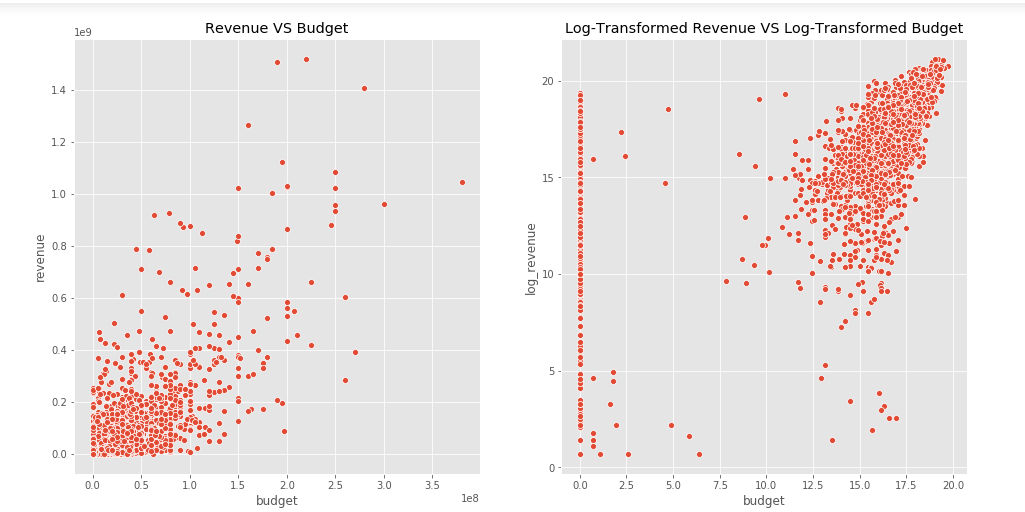 Revenue VS Budget
1e9
1.4
1.2
1.0
0.8
0.6
0.4
0.2
0.0
revenue
0.0 0.5 1.0 1.5 2.0 2.5 3.0 3.5
budget
1e8
Log-Transformed Revenue VS Log-Transformed Budget
20
15
10
5
0
log_revenue
0.0 2.5 5.0 7.5 10.0 12.5 15.0 17.5 20.0
budget